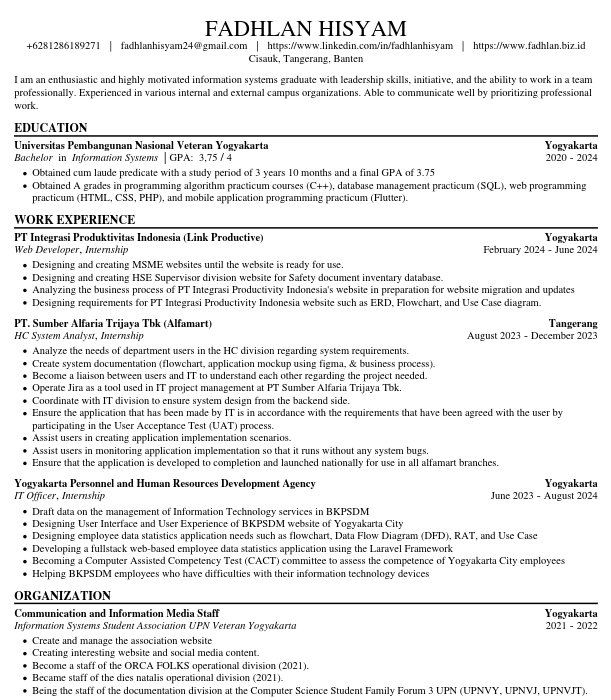 FADHLAN HISYAM
+6281286189271 | fadhlanhisyam24@gmail.com | https://www.linkedin.com/in/fadhlanhisyam | https://www.fadhlan.biz.id
Cisauk, Tangerang, Banten
I am an enthusiastic and highly motivated information systems graduate with leadership skills, initiative, and the ability to work in a team
professionally. Experienced in various internal and external campus organizations. Able to communicate well by prioritizing professional
work.
EDUCATION
Universitas Pembangunan Nasional Veteran Yogyakarta Yogyakarta
Bachelor in Information Systems | GPA: 3,75 / 4 2020 - 2024
• Obtained cum laude predicate with a study period of 3 years 10 months and a final GPA of 3.75
• Obtained A grades in programming algorithm practicum courses (C++), database management practicum (SQL), web programming
practicum (HTML, CSS, PHP), and mobile application programming practicum (Flutter).
WORK EXPERIENCE
PT Integrasi Produktivitas Indonesia (Link Productive) Yogyakarta
Web Developer, Internship February 2024 - June 2024
• Designing and creating MSME websites until the website is ready for use.
• Designing and creating HSE Supervisor division website for Safety document inventory database.
• Analyzing the business process of PT Integrasi Productivity Indonesia's website in preparation for website migration and updates
• Designing requirements for PT Integrasi Productivity Indonesia website such as ERD, Flowchart, and Use Case diagram.
PT. Sumber Alfaria Trijaya Tbk (Alfamart) Tangerang
HC System Analyst, Internship August 2023 - December 2023
• Analyze the needs of department users in the HC division regarding system requirements.
• Create system documentation (flowchart, application mockup using figma, & business process).
• Become a liaison between users and IT to understand each other regarding the project needed.
• Operate Jira as a tool used in IT project management at PT Sumber Alfaria Trijaya Tbk.
• Coordinate with IT division to ensure system design from the backend side.
• Ensure the application that has been made by IT is in accordance with the requirements that have been agreed with the user by
participating in the User Acceptance Test (UAT) process.
• Assist users in creating application implementation scenarios.
• Assist users in monitoring application implementation so that it runs without any system bugs.
• Ensure that the application is developed to completion and launched nationally for use in all alfamart branches.
Yogyakarta Personnel and Human Resources Development Agency Yogyakarta
IT Officer, Internship June 2023 - August 2024
• Draft data on the management of Information Technology services in BKPSDM
• Designing User Interface and User Experience of BKPSDM website of Yogyakarta City
• Designing employee data statistics application needs such as flowchart, Data Flow Diagram (DFD), RAT, and Use Case
• Developing a fullstack web-based employee data statistics application using the Laravel Framework
• Becoming a Computer Assisted Competency Test (CACT) committee to assess the competence of Yogyakarta City employees
• Helping BKPSDM employees who have difficulties with their information technology devices
ORGANIZATION
Communication and Information Media Staff Yogyakarta
Information Systems Student Association UPN Veteran Yogyakarta 2021 - 2022
• Create and manage the association website
• Creating interesting website and social media content.
• Become a staff of the ORCA FOLKS operational division (2021).
• Became staff of the dies natalis operational division (2021).
• Being the staff of the documentation division at the Computer Science Student Family Forum 3 UPN (UPNVY, UPNVJ, UPNVJT).